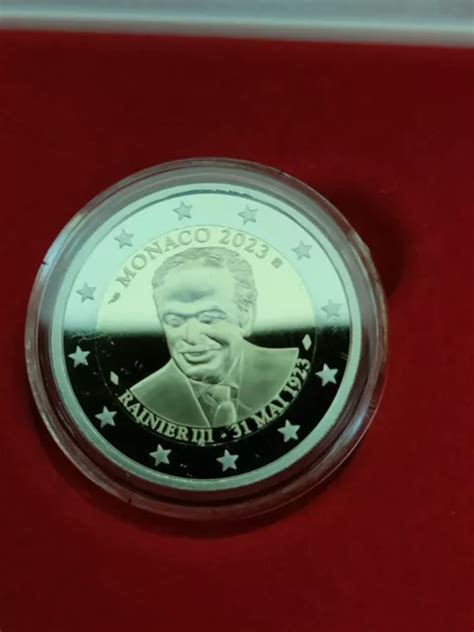 MONACO 2023
RAINIER III · 31 MAI 1923